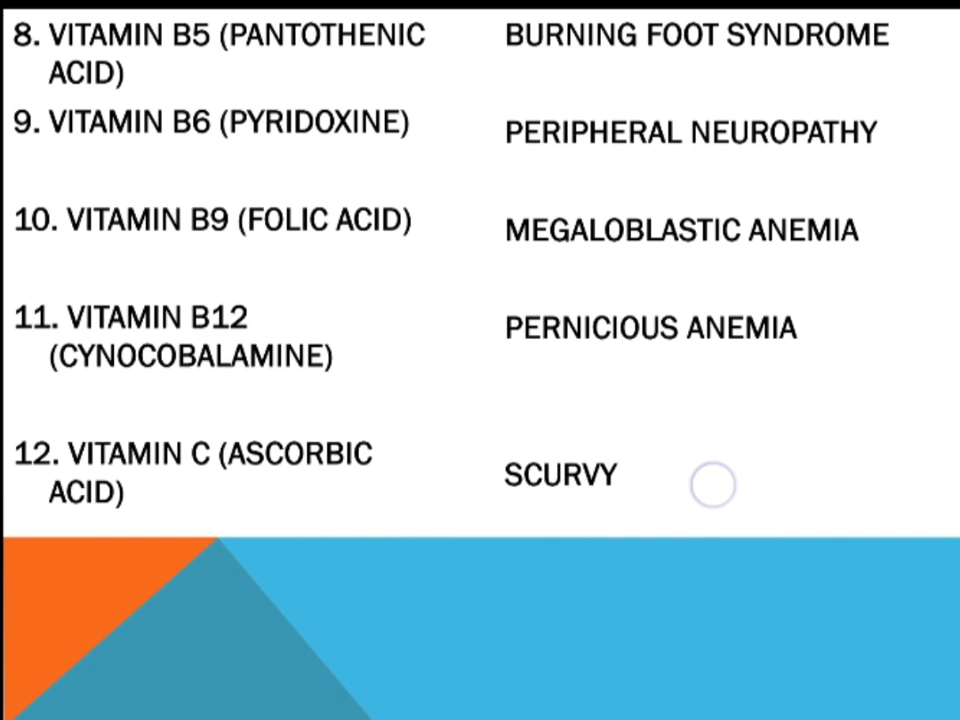 8. VITAMIN B5 (PANTOTHENIC
ACID)
BURNING FOOT SYNDROME
9. VITAMIN B6 (PYRIDOXINE)
PERIPHERAL NEUROPATHY
10. VITAMIN B9 (FOLIC ACID)
MEGALOBLASTIC ANEMIA
11. VITAMIN B12
(CYNOCOBALAMINE)
PERNICIOUS ANEMIA
12. VITAMIN C (ASCORBIC
ACID)
SCURVY